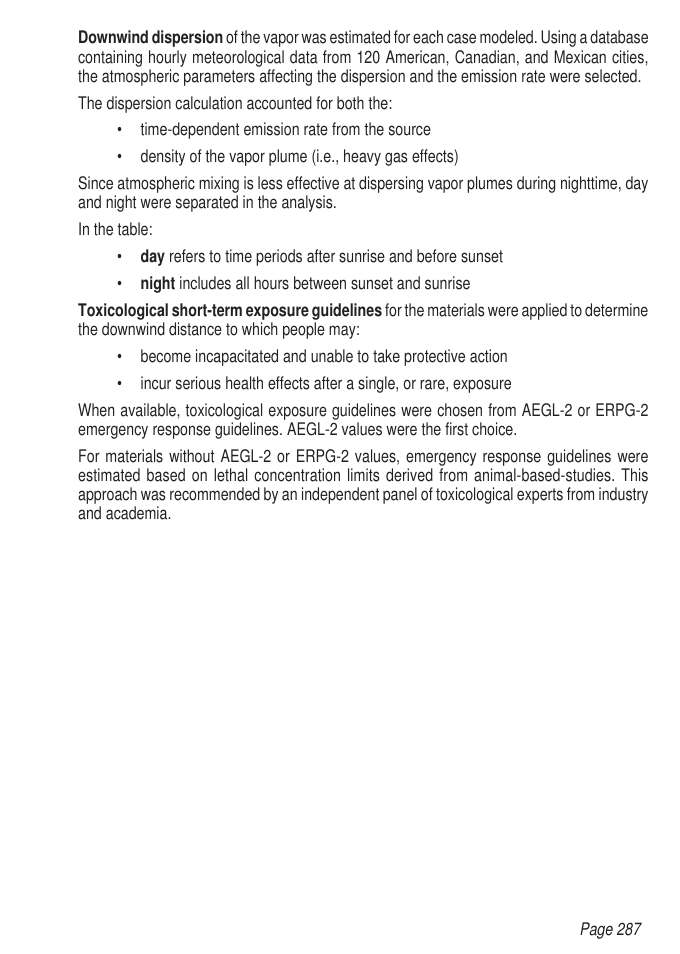 Downwind dispersion of the vapor was estimated for each case modeled. Using a database
containing hourly meteorological data from 120 American, Canadian, and Mexican cities,
the atmospheric parameters affecting the dispersion and the emission rate were selected.
The dispersion calculation accounted for both the:
• time-dependent emission rate from the source
• density of the vapor plume (i.e., heavy gas effects)
Since atmospheric mixing is less effective at dispersing vapor plumes during nighttime, day
and night were separated in the analysis.
In the table:
• day refers to time periods after sunrise and before sunset
• night includes all hours between sunset and sunrise
Toxicological short-term exposure guidelines for the materials were applied to determine
the downwind distance to which people may:
• become incapacitated and unable to take protective action
• incur serious health effects after a single, or rare, exposure
When available, toxicological exposure guidelines were chosen from AEGL-2 or ERPG-2
emergency response guidelines. AEGL-2 values were the first choice.
For materials without AEGL-2 or ERPG-2 values, emergency response guidelines were
estimated based on lethal concentration limits derived from animal-based-studies. This
approach was recommended by an independent panel of toxicological experts from industry
and academia.
Page 287